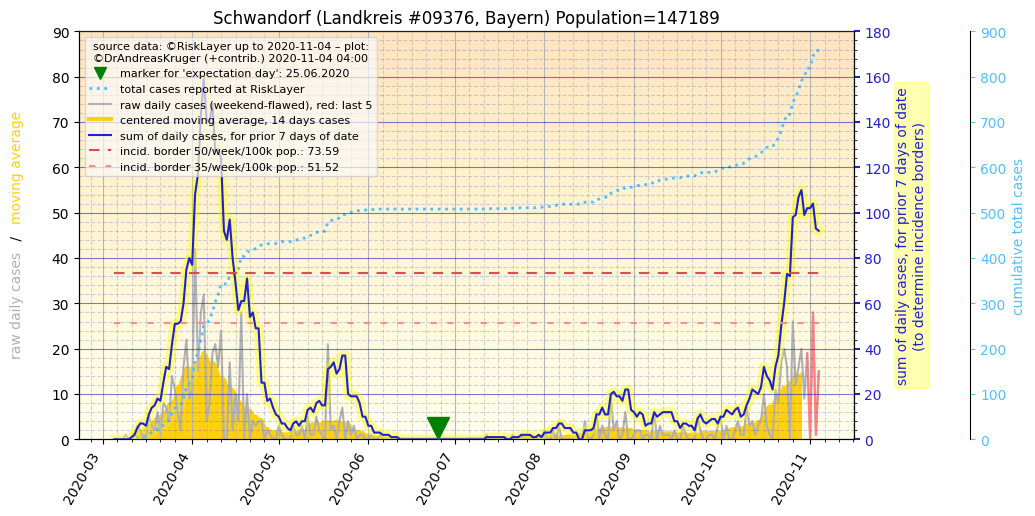 Schwandorf (Landkreis #09376, Bayern) Population=147189
source data: ©RiskLayer up to 2020-11-04 – plot:
©DrAndreasKruger (+contrib.) 2020-11-04 04:00
marker for 'expectation day': 25.06.2020
total cases reported at RiskLayer
raw daily cases (weekend-flawed), red: last 5
centered moving average, 14 days cases
sum of daily cases, for prior 7 days of date
incid. border 50/week/100k pop.: 73.59
incid. border 35/week/100k pop.: 51.52
raw daily cases / moving average
90
80
70
60
50
40
30
20
10
0
2020-03
2020-04
2020-05
2020-06
2020-07
2020-08
2020-09
2020-10
2020-11
180
160
140
120
100
80
60
40
20
0
sum of daily cases, for prior 7 days of date
(to determine incidence borders)
900
800
700
600
500
400
300
200
100
0
cumulative total cases